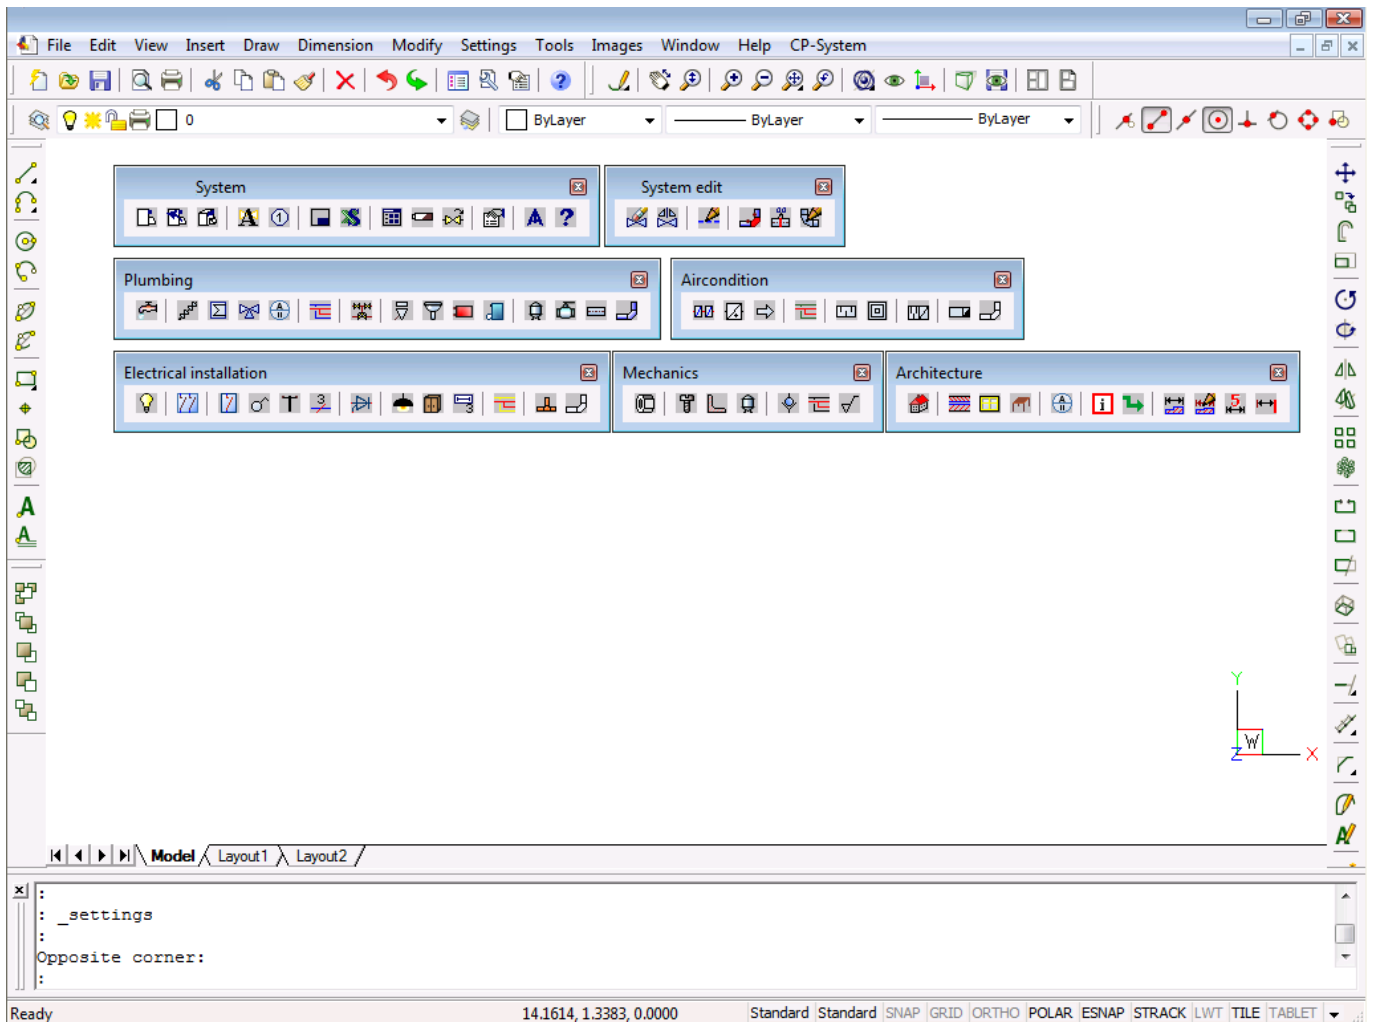 File Edit View Insert Draw Dimension Modify Settings Tools Images Window Help CP-System
0 ByLayer ByLayer ByLayer
System System edit
Plumbing Aircondition
Electrical installation Mechanics Architecture
Y
W
Z X
Model Layout1 Layout2
:
: _settings
:
Opposite corner:
:
Ready 14.1614, 1.3383, 0.0000 Standard Standard SNAP GRID ORTHO POLAR ESNAP STRACK LWT TILE TABLET